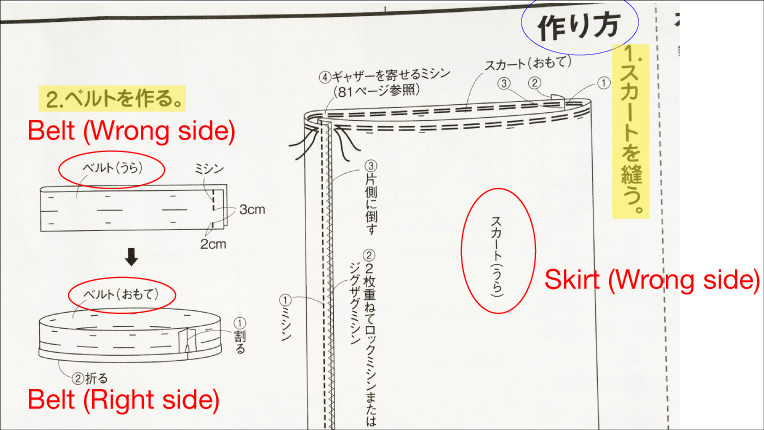 作り方
1.スカートを縫う。
スカート(おもて)
④ギャザーを寄せるミシン
(81ページ参照)
③
②
①
③片側に倒す
②2枚重ねてロックミシンまたは
ジグザグミシン
①ミシン
スカート(うら)
Skirt (Wrong side)
2.ベルトを作る。
Belt (Wrong side)
ベルト(うら)
ミシン
3cm
2cm
ベルト(おもて)
①割る
②折る
Belt (Right side)